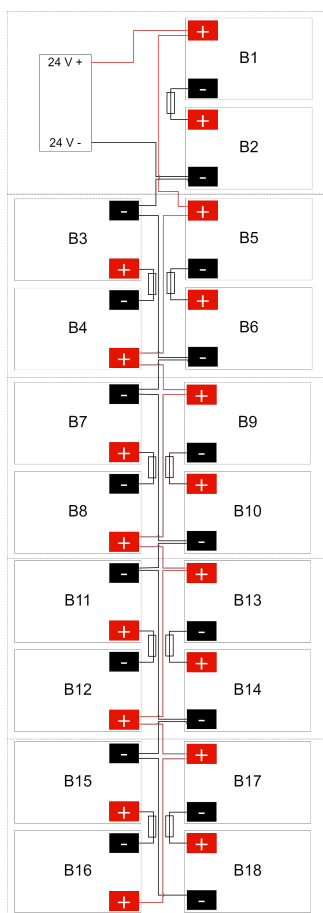 +
B1
24 V +
-
+
B2
24 V -
-
-
+
B3
B5
+
-
-
+
B4
B6
+
-
-
+
B7
B9
+
-
-
+
B8
B10
+
-
-
+
B11
B13
+
-
-
+
B12
B14
+
-
-
+
B15
B17
+
-
-
+
B16
B18
+
-